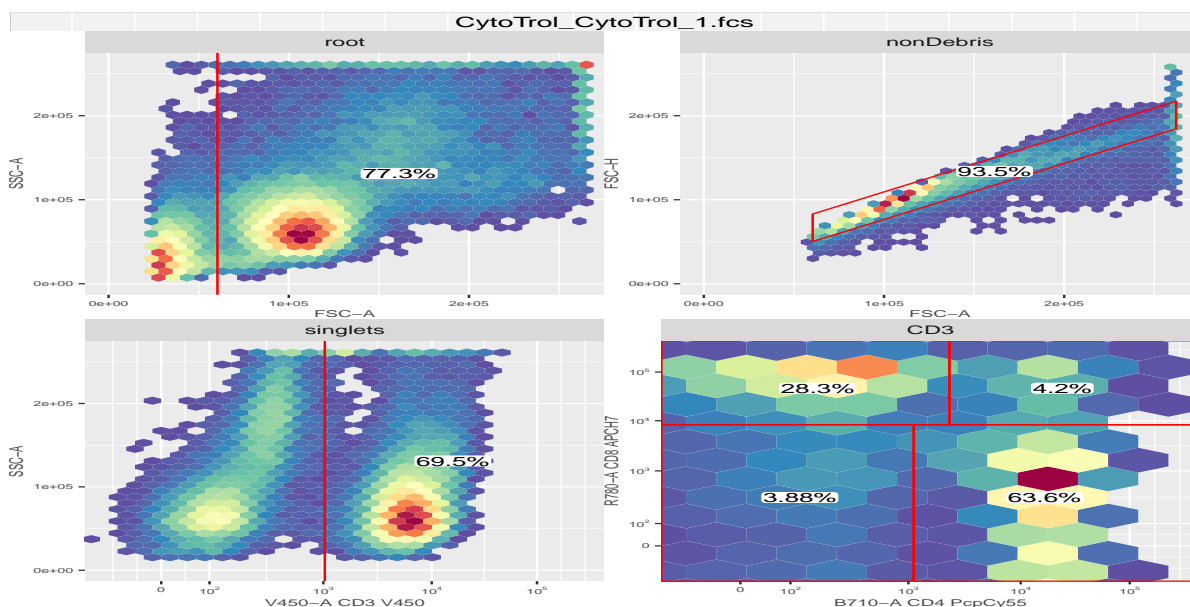 CytoTrol_CytoTrol_1.fcs
root
nonDebris
SSC−A
2e+05
1e+05
0e+00
77.3%
0e+00 1e+05 2e+05
FSC−A
FSC−H
2e+05
1e+05
0e+00
93.5%
0e+00 1e+05 2e+05
FSC−A
singlets
CD3
SSC−A
2e+05
1e+05
0e+00
69.5%
0 10² 10³ 10⁴ 10⁵
V450−A CD3 V450
R780−A CD8 APCH7
10⁵
10⁴
10³
10²
0
28.3%
4.2%
3.88%
63.6%
0 10² 10³ 10⁴ 10⁵
B710−A CD4 PcpCy55